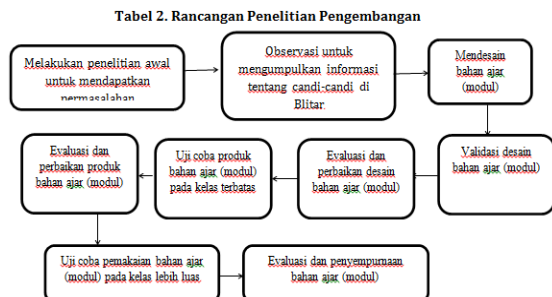 Tabel 2. Rancangan Penelitian Pengembangan
Melakukan penelitian awal
untuk mendapatkan
permasalahan
Observasi untuk
mengumpulkan informasi
tentang candi-candi di
Blitar
Mendesain
bahan ajar
(modul)
Validasi desain
bahan ajar (modul)
Evaluasi dan
perbaikan desain
bahan ajar (modul)
Uji coba produk
bahan ajar (modul)
pada kelas terbatas
Evaluasi dan
perbaikan produk
bahan ajar (modul)
Uji coba pemakaian bahan ajar
(modul) pada kelas lebih luas
Evaluasi dan penyempurnaan
bahan ajar (modul)